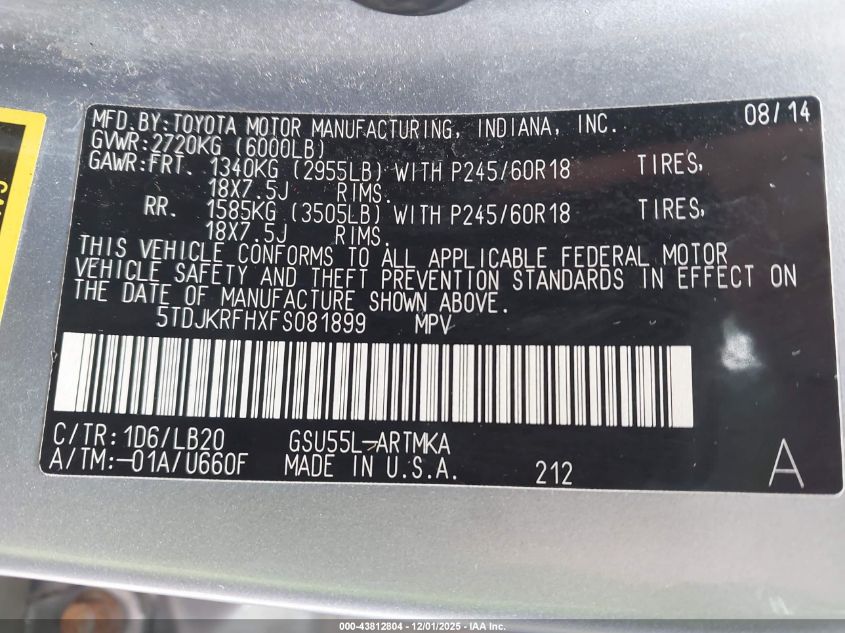 MFD.BY:TOYOTA MOTOR MANUFACTURING, INDIANA, INC. 08/14
GVWR:2720KG (6000LB)
GAWR:FRT. 1340KG (2955LB) WITH P245/60R18 TIRES,
18X7.5J RIMS.
RR. 1585KG (3505LB) WITH P245/60R18 TIRES,
18X7.5J RIMS.
THIS VEHICLE CONFORMS TO ALL APPLICABLE FEDERAL MOTOR
VEHICLE SAFETY AND THEFT PREVENTION STANDARDS IN EFFECT ON
THE DATE OF MANUFACTURE SHOWN ABOVE.
5TDJKRFHXFS081899 MPV
C/TR:1D6/LB20 GSU55L-ARTMKA
A/TM:-01A/U660F MADE IN U.S.A. 212 A
000-43812804 - 12/01/2025 - IAA Inc.